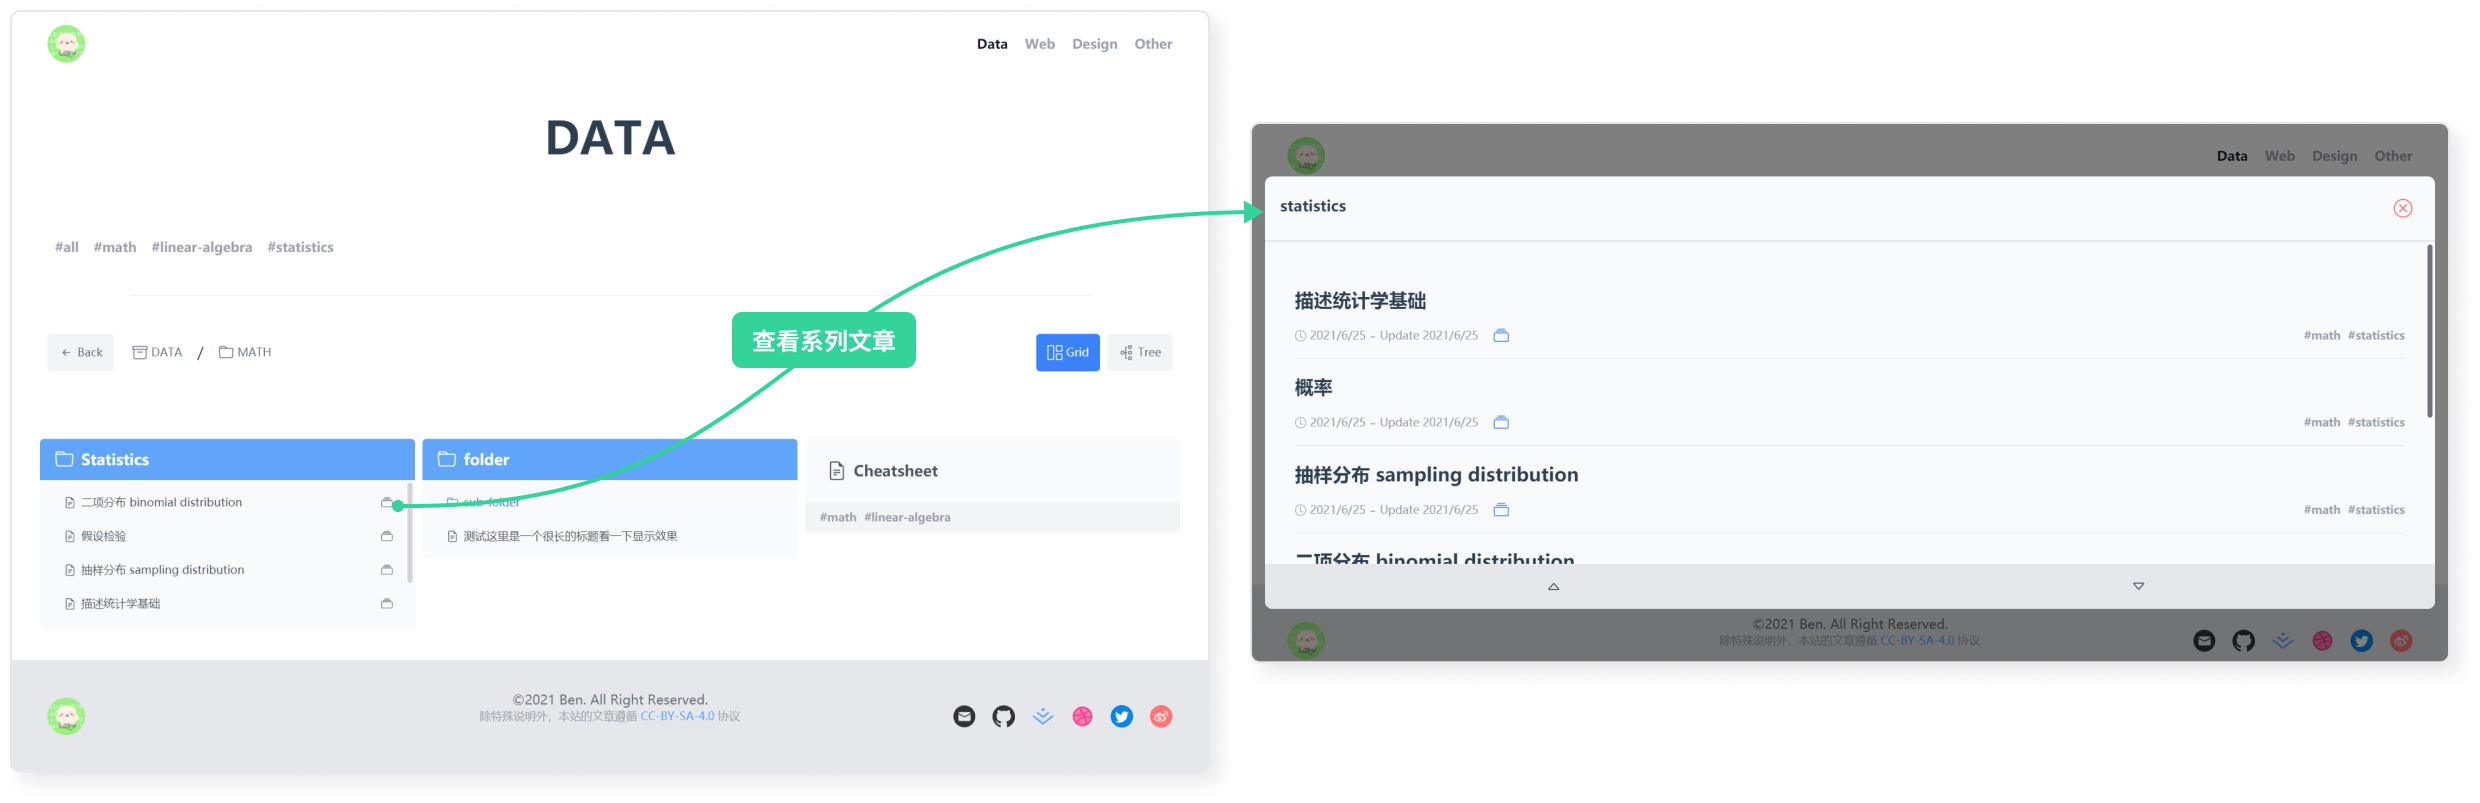 Data Web Design Other
DATA
#all #math #linear-algebra #statistics
查看系列文章
← Back DATA / MATH Grid Tree
Statistics
二项分布 binomial distribution
假设检验
抽样分布 sampling distribution
描述统计学基础
folder
sub-folder
测试这里是一个很长的标题看一下显示效果
Cheatsheet
#math #linear-algebra
©2021 Ben. All Right Reserved.
除特殊说明外，本站的文章遵循 CC-BY-SA-4.0 协议
Data Web Design Other
statistics
描述统计学基础
2021/6/25 - Update 2021/6/25 #math #statistics
概率
2021/6/25 - Update 2021/6/25 #math #statistics
抽样分布 sampling distribution
2021/6/25 - Update 2021/6/25 #math #statistics
二项分布 binomial distribution
©2021 Ben. All Right Reserved.
除特殊说明外，本站的文章遵循 CC-BY-SA-4.0 协议